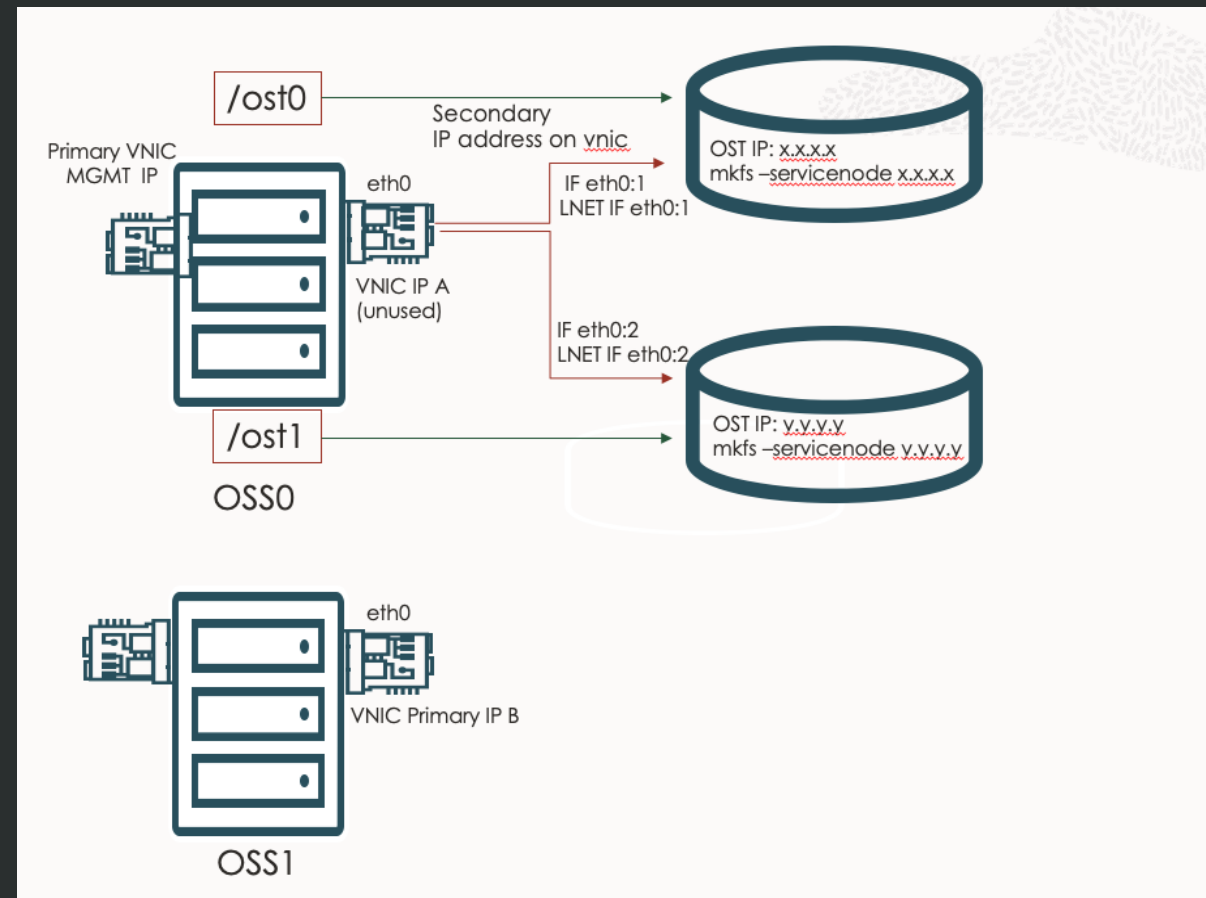 /ost0
Secondary
IP address on vnic
OST IP: x.x.x.x
mkfs –servicenode x.x.x.x
Primary VNIC
MGMT IP
eth0
IF eth0:1
LNET IF eth0:1
VNIC IP A
(unused)
IF eth0:2
LNET IF eth0:2
/ost1
OST IP: y.y.y.y
mkfs –servicenode y.y.y.y
OSS0
eth0
VNIC Primary IP B
OSS1